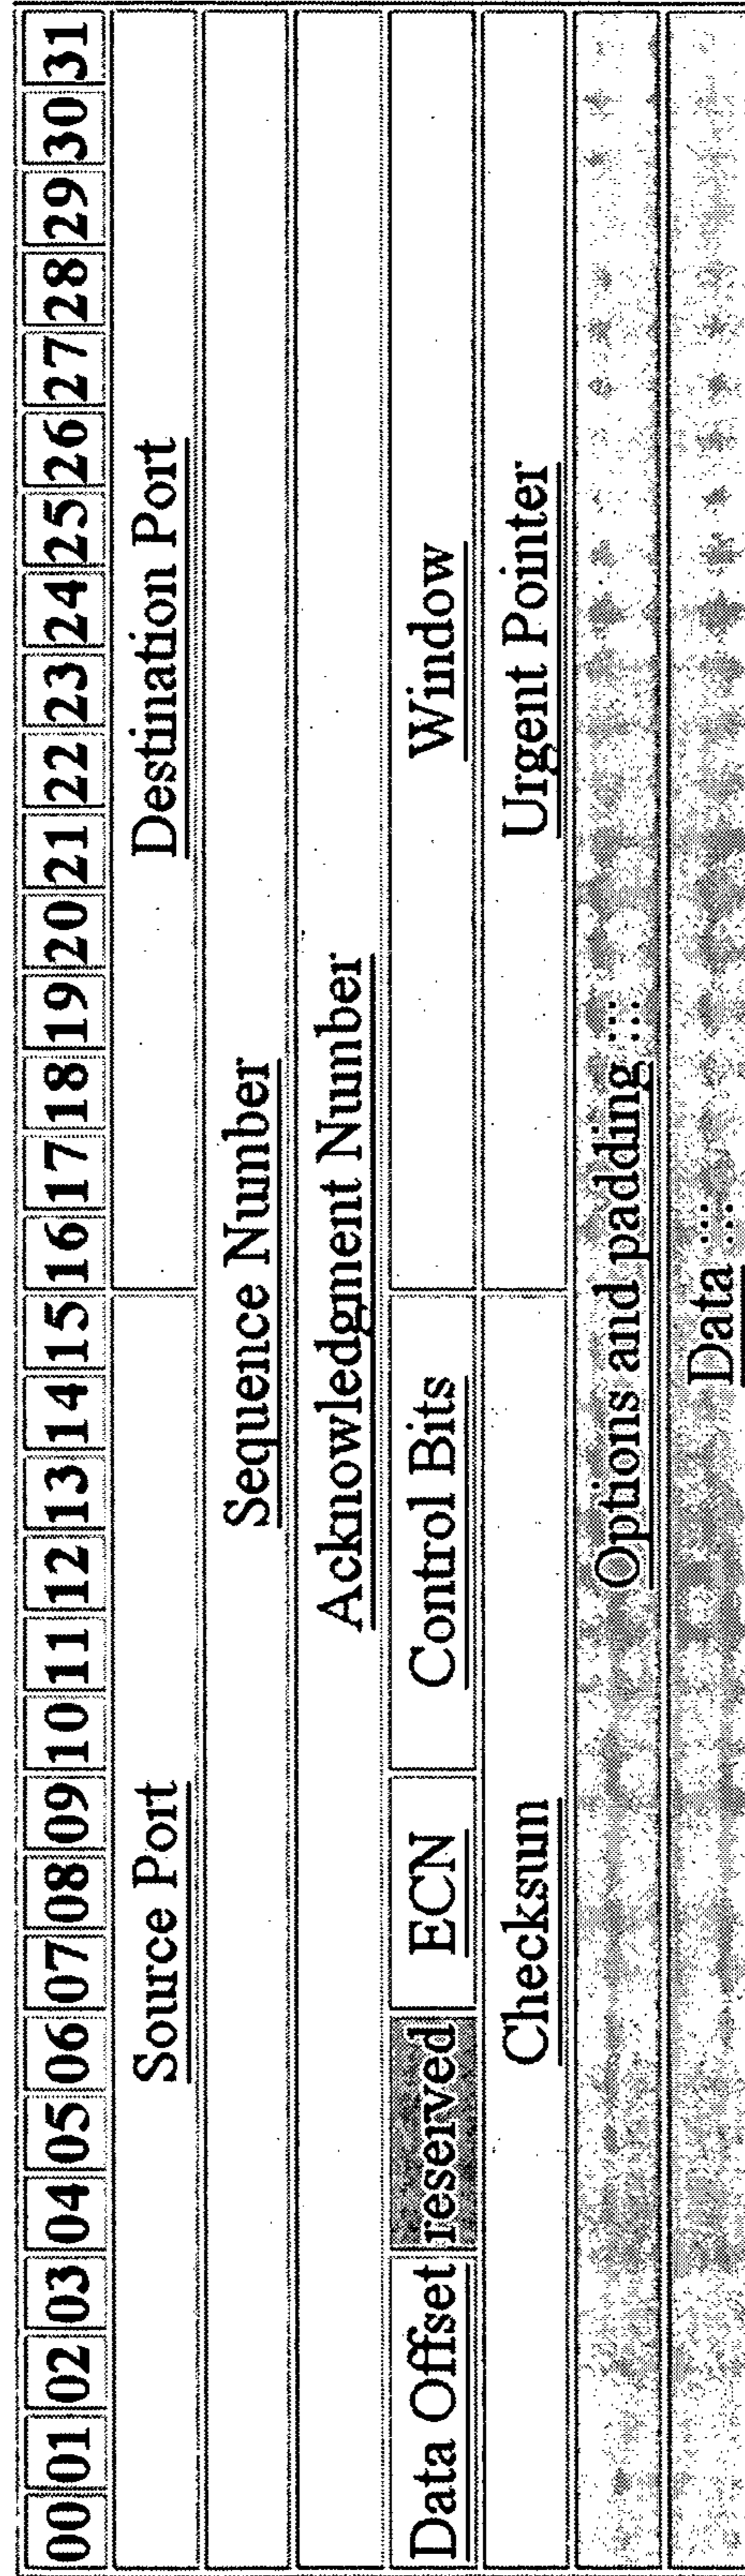 00 01 02 03 04 05 06 07 08 09 10 11 12 13 14 15 16 17 18 19 20 21 22 23 24 25 26 27 28 29 30 31
Source Port Destination Port
Sequence Number
Acknowledgment Number
Data Offset reserved ECN Control Bits Window
Checksum Urgent Pointer
Options and padding ::::
Data ::::